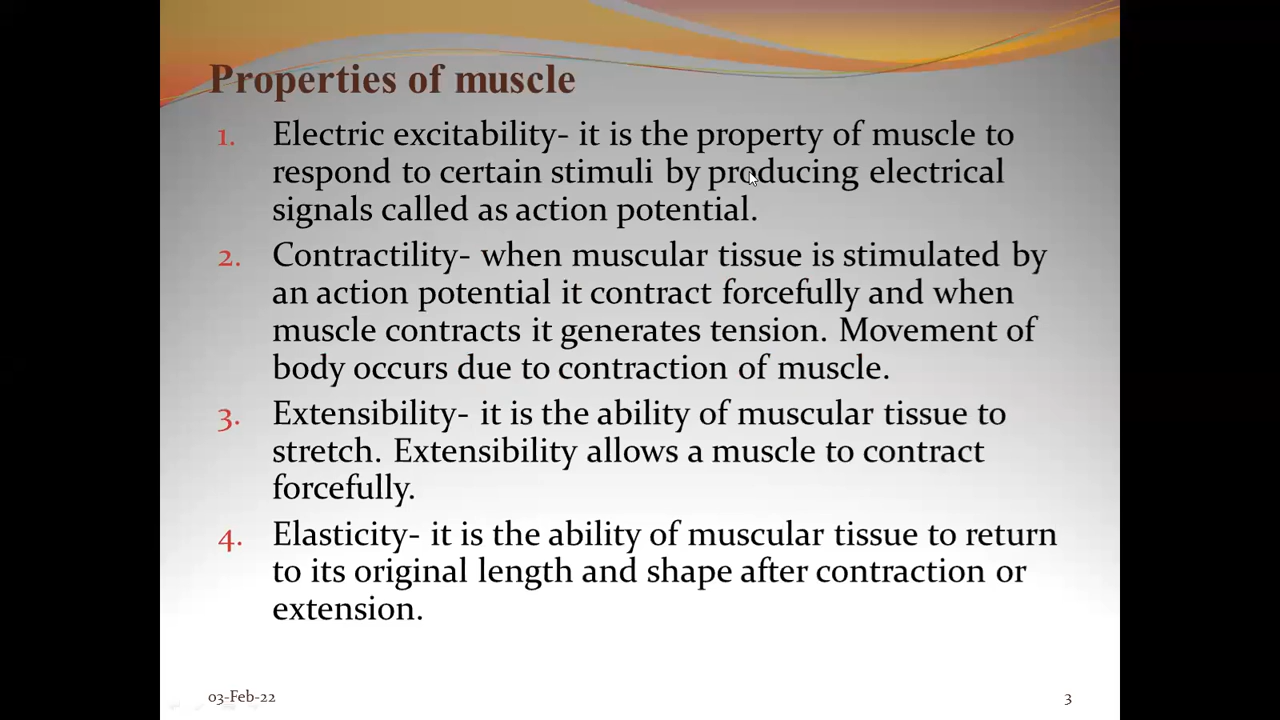 Properties of muscle
1. Electric excitability- it is the property of muscle to
respond to certain stimuli by producing electrical
signals called as action potential.
2. Contractility- when muscular tissue is stimulated by
an action potential it contract forcefully and when
muscle contracts it generates tension. Movement of
body occurs due to contraction of muscle.
3. Extensibility- it is the ability of muscular tissue to
stretch. Extensibility allows a muscle to contract
forcefully.
4. Elasticity- it is the ability of muscular tissue to return
to its original length and shape after contraction or
extension.
03-Feb-22
3